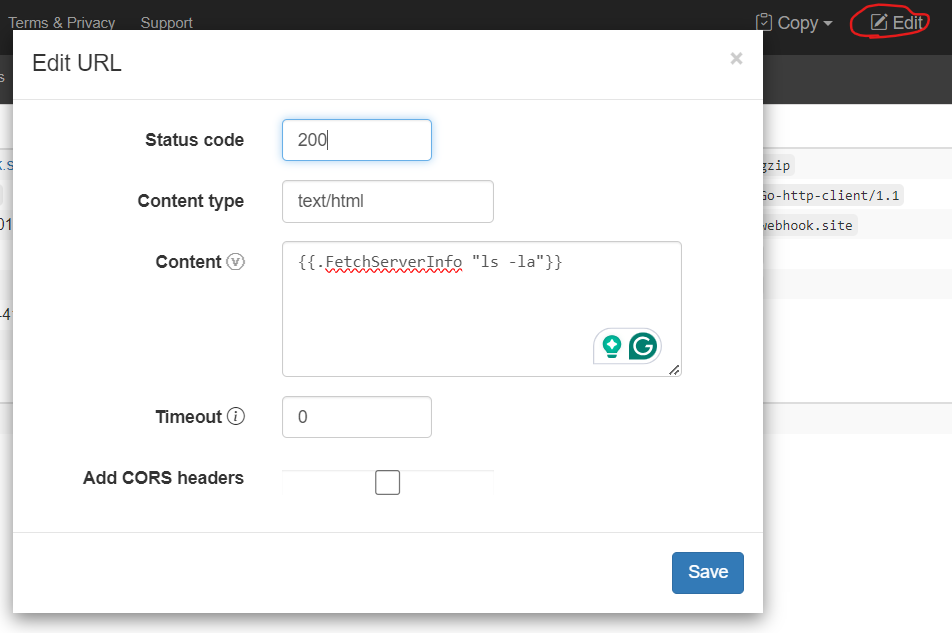 Terms & Privacy Support Copy Edit
s
Edit URL ×
Status code 200
Content type text/html
Content {{.FetchServerInfo "ls -la"}}
Timeout 0
Add CORS headers
Save
gzip
Go-http-client/1.1
webhook.site